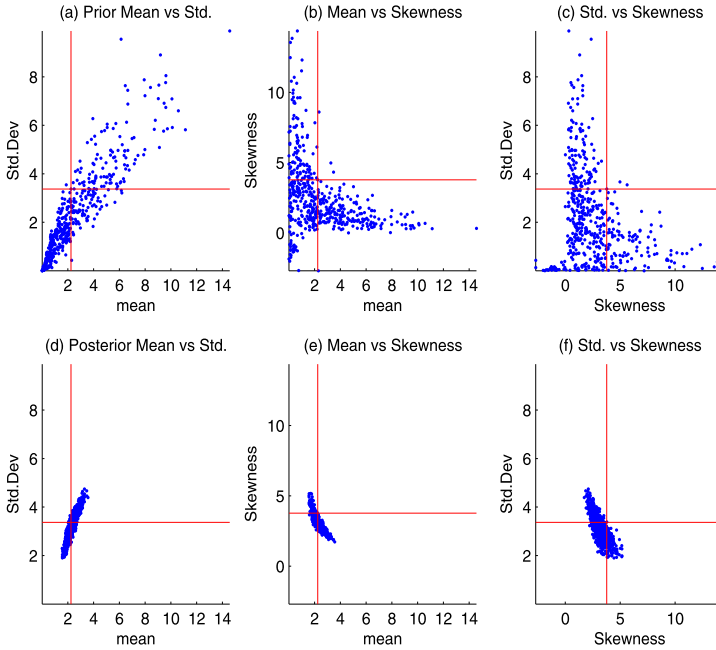 (a) Prior Mean vs Std.
(b) Mean vs Skewness
(c) Std. vs Skewness
Std.Dev
8
6
4
2
2 4 6 8 10 12 14
mean
Skewness
10
5
0
2 4 6 8 10 12 14
mean
Std.Dev
8
6
4
2
0 5 10
Skewness
(d) Posterior Mean vs Std.
(e) Mean vs Skewness
(f) Std. vs Skewness
Std.Dev
8
6
4
2
2 4 6 8 10 12 14
mean
Skewness
10
5
0
2 4 6 8 10 12 14
mean
Std.Dev
8
6
4
2
0 5 10
Skewness